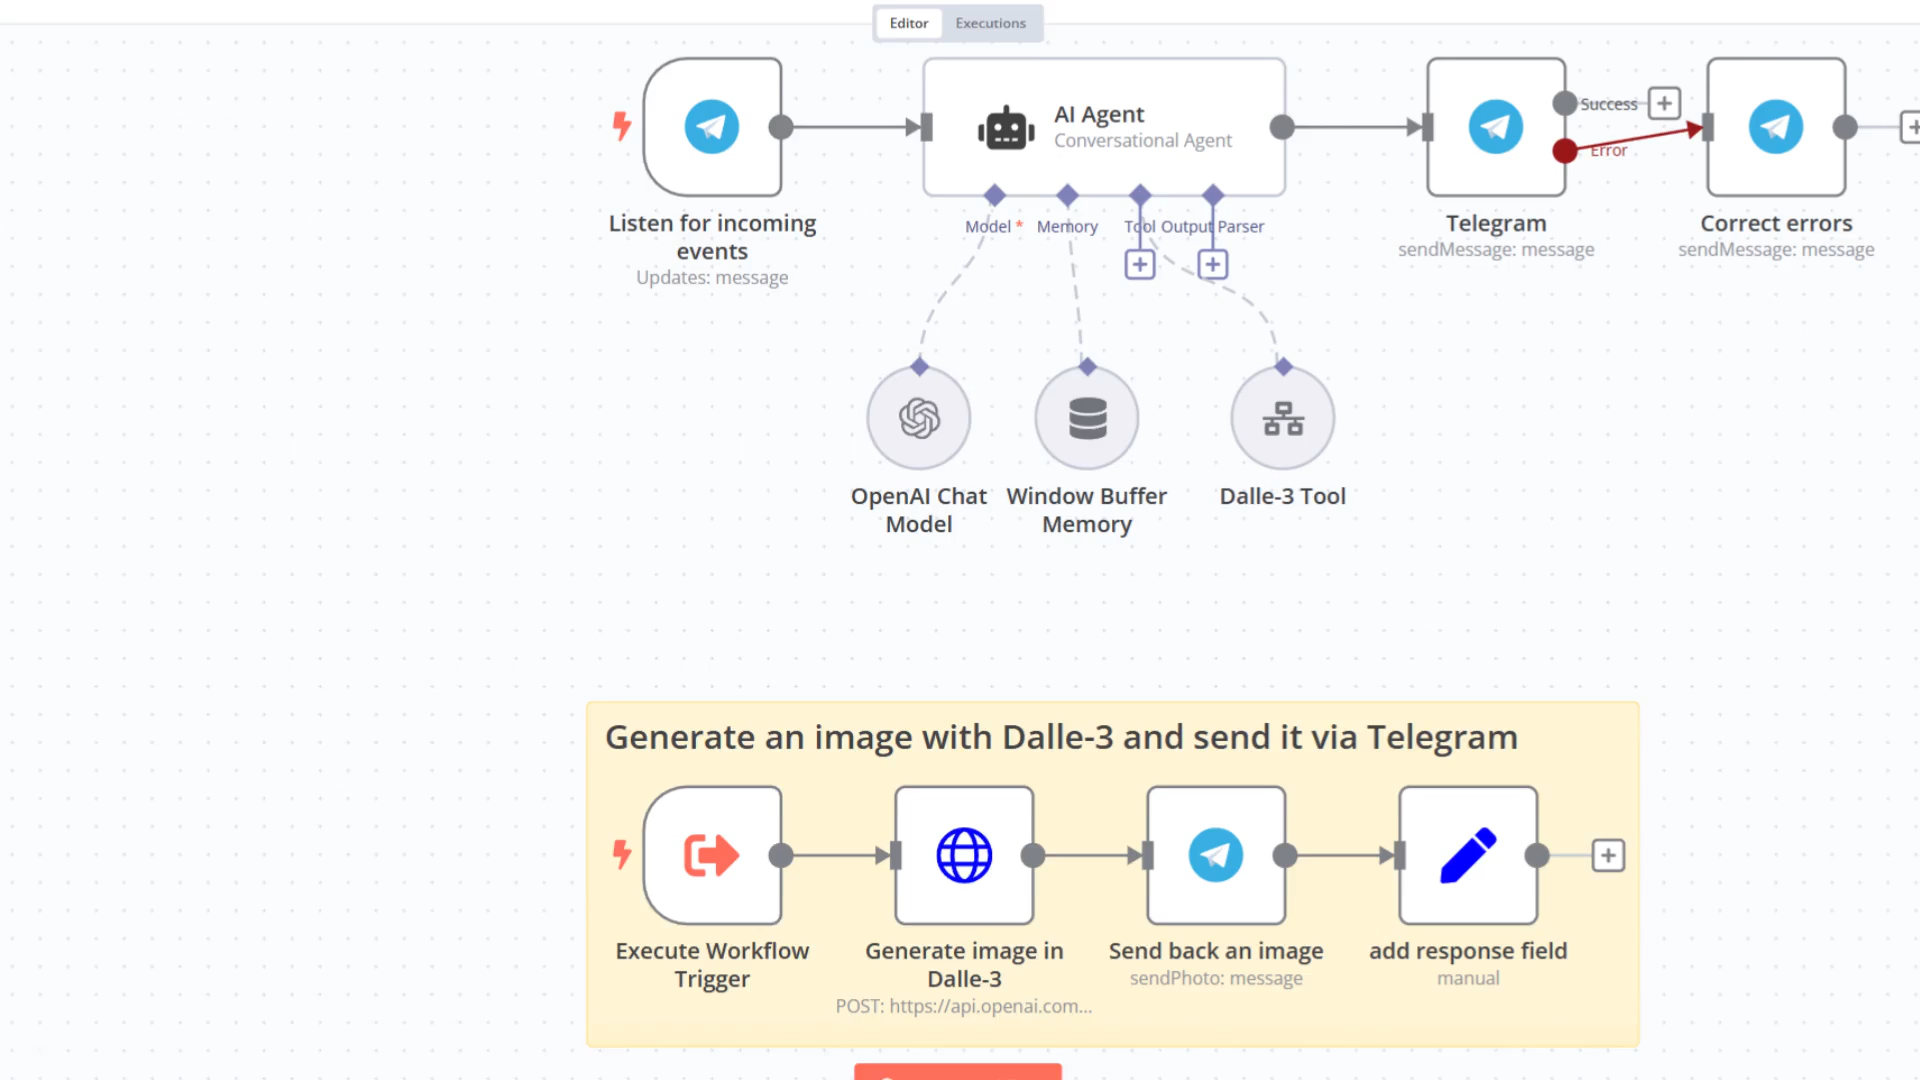 Editor
Executions
AI Agent
Conversational Agent
Success
Error
Model *
Memory
Tool
Output Parser
Listen for incoming
events
Updates: message
Telegram
sendMessage: message
Correct errors
sendMessage: message
OpenAI Chat
Model
Window Buffer
Memory
Dalle-3 Tool
Generate an image with Dalle-3 and send it via Telegram
Execute Workflow
Trigger
Generate image in
Dalle-3
POST: https://api.openai.com...
Send back an image
sendPhoto: message
add response field
manual